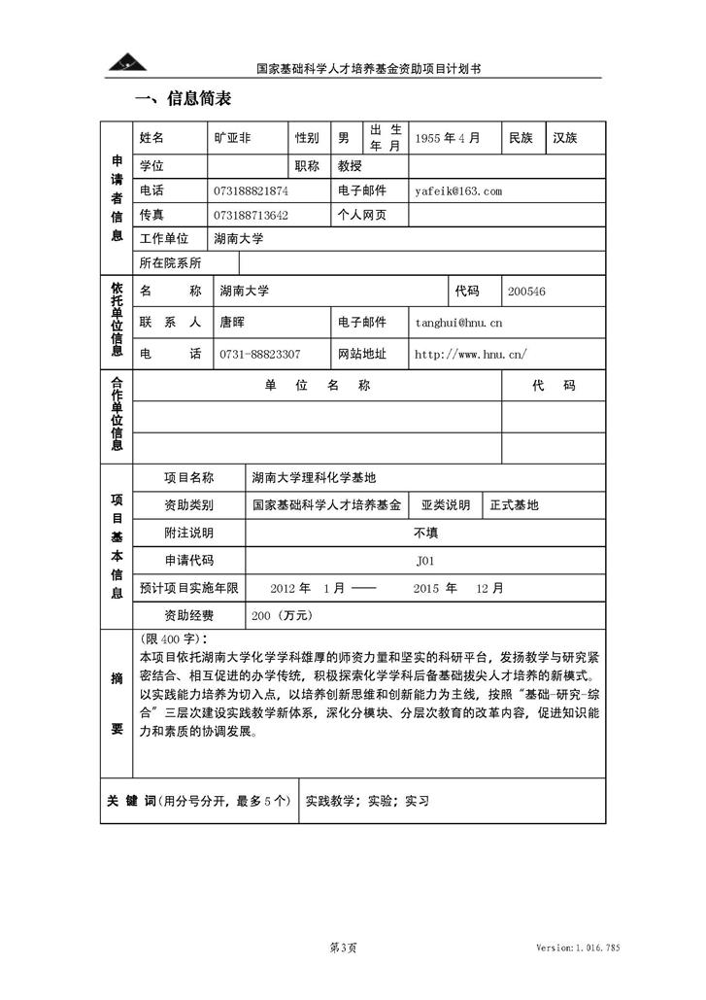 国家基础科学人才培养基金资助项目计划书
一、信息简表
申请者信息
姓名 旷亚非 性别 男 出生年月 1955 年 4 月 民族 汉族
学位 职称 教授
电话 073188821874 电子邮件 yafeik@163.com
传真 073188713642 个人网页
工作单位 湖南大学
所在院系所
依托单位信息
名 称 湖南大学 代码 200546
联 系 人 唐晖 电子邮件 tanghui@hnu.cn
电 话 0731-88823307 网站地址 http://www.hnu.cn/
合作单位信息
单 位 名 称 代 码
项目基本信息
项目名称 湖南大学理科化学基地
资助类别 国家基础科学人才培养基金 亚类说明 正式基地
附注说明 不填
申请代码 J01
预计项目实施年限 2012 年 1 月 —— 2015 年 12 月
资助经费 200（万元）
摘 要
（限 400 字）：
本项目依托湖南大学化学学科雄厚的师资力量和坚实的科研平台，发扬教学与研究紧
密结合、相互促进的办学传统，积极探索化学学科后备基础拔尖人才培养的新模式。
以实践能力培养为切入点，以培养创新思维和创新能力为主线，按照“基础-研究-综
合”三层次建设实践教学新体系，深化分模块、分层次教育的改革内容，促进知识能
力和素质的协调发展。
关 键 词(用分号分开，最多 5 个) 实践教学；实验；实习
第 3 页 Version:1.016.785